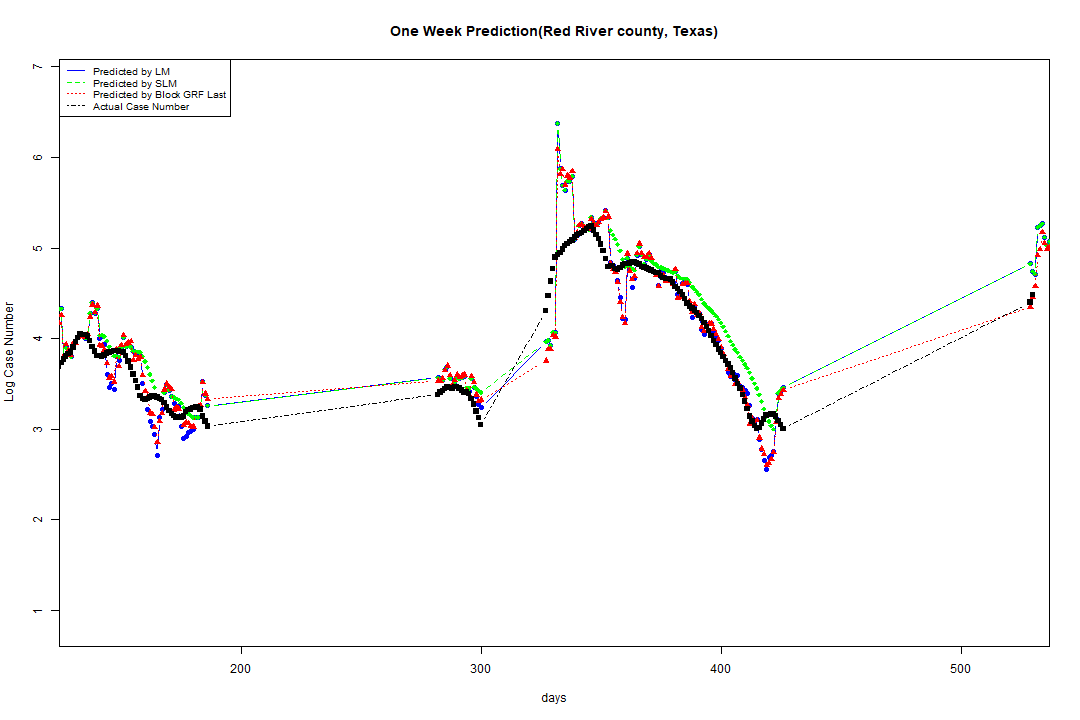 One Week Prediction(Red River county, Texas)
Predicted by LM
Predicted by SLM
Predicted by Block GRF Last
Actual Case Number
7
6
5
4
3
2
1
Log Case Number
200
300
400
500
days